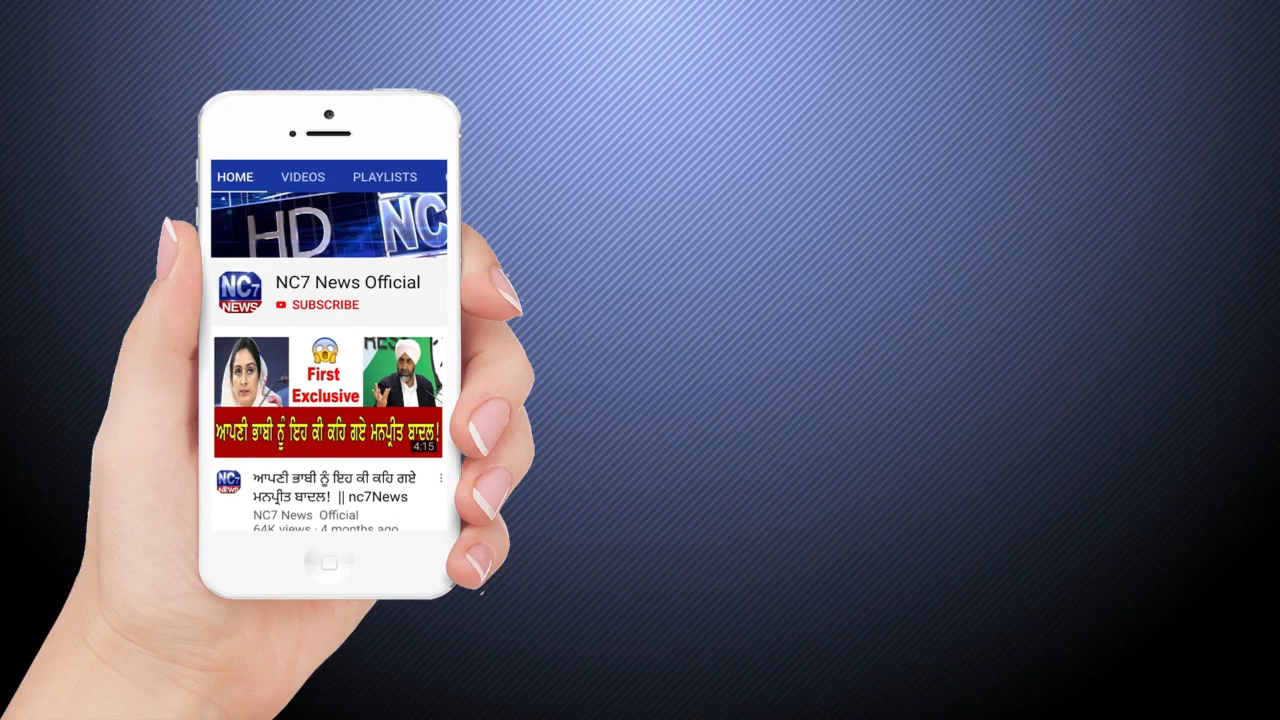 HOME VIDEOS PLAYLISTS
HD NC
NC7
NEWS
NC7 News Official
SUBSCRIBE
First
Exclusive
ਆਪਣੀ ਭਾਬੀ ਨੂੰ ਇਹ ਕੀ ਕਹਿ ਗਏ ਮਨਪ੍ਰੀਤ ਬਾਦਲ!
4:15
NC7
NEWS
ਆਪਣੀ ਭਾਬੀ ਨੂੰ ਇਹ ਕੀ ਕਹਿ ਗਏ
ਮਨਪ੍ਰੀਤ ਬਾਦਲ! || nc7News
NC7 News Official
64K views · 4 months ago